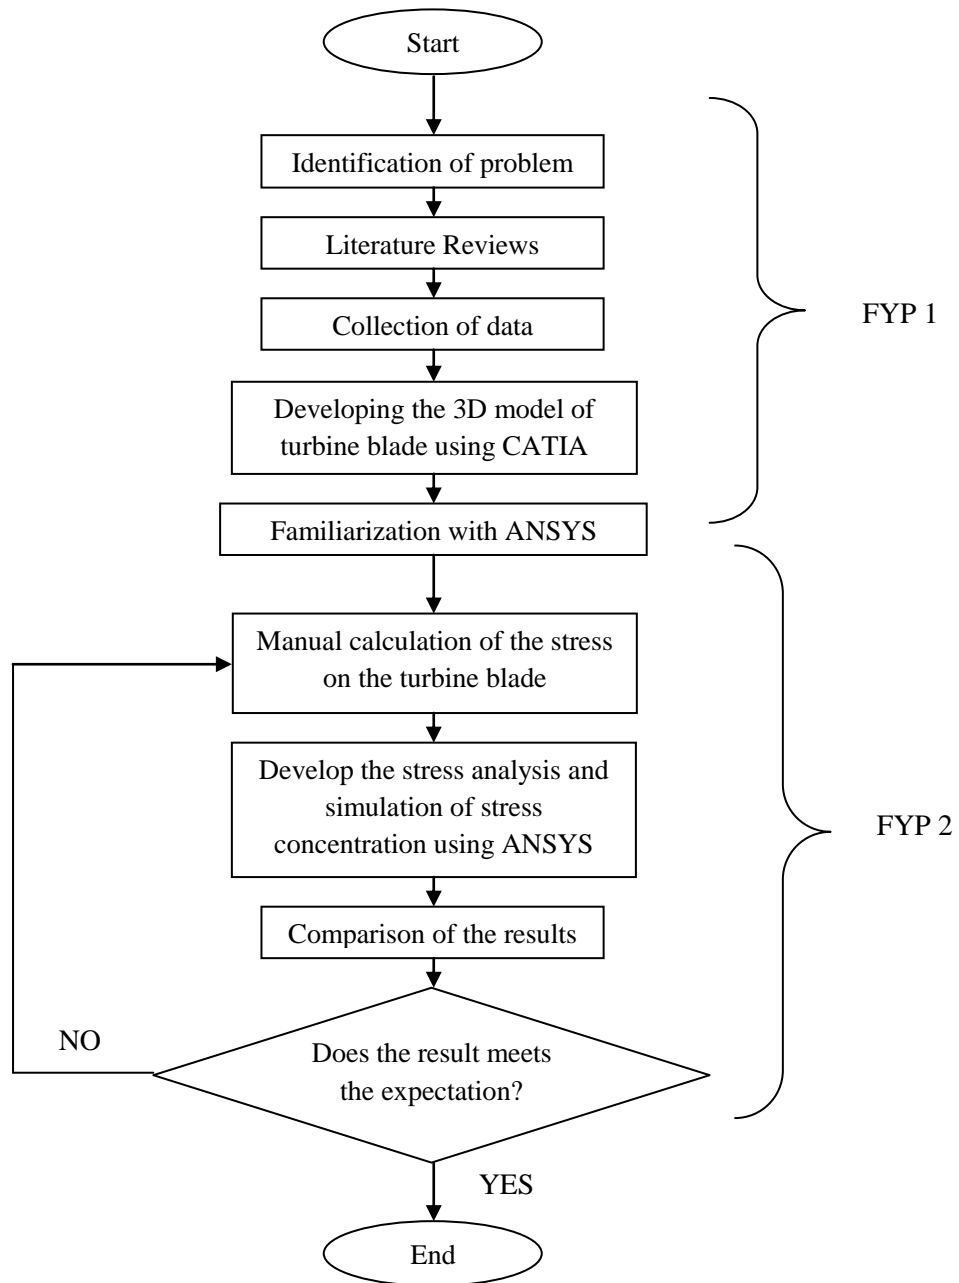 Start
Identification of problem
Literature Reviews
Collection of data
FYP 1
Developing the 3D model of
turbine blade using CATIA
Familiarization with ANSYS
Manual calculation of the stress
on the turbine blade
Develop the stress analysis and
simulation of stress
concentration using ANSYS
FYP 2
Comparison of the results
NO
Does the result meets
the expectation?
YES
End